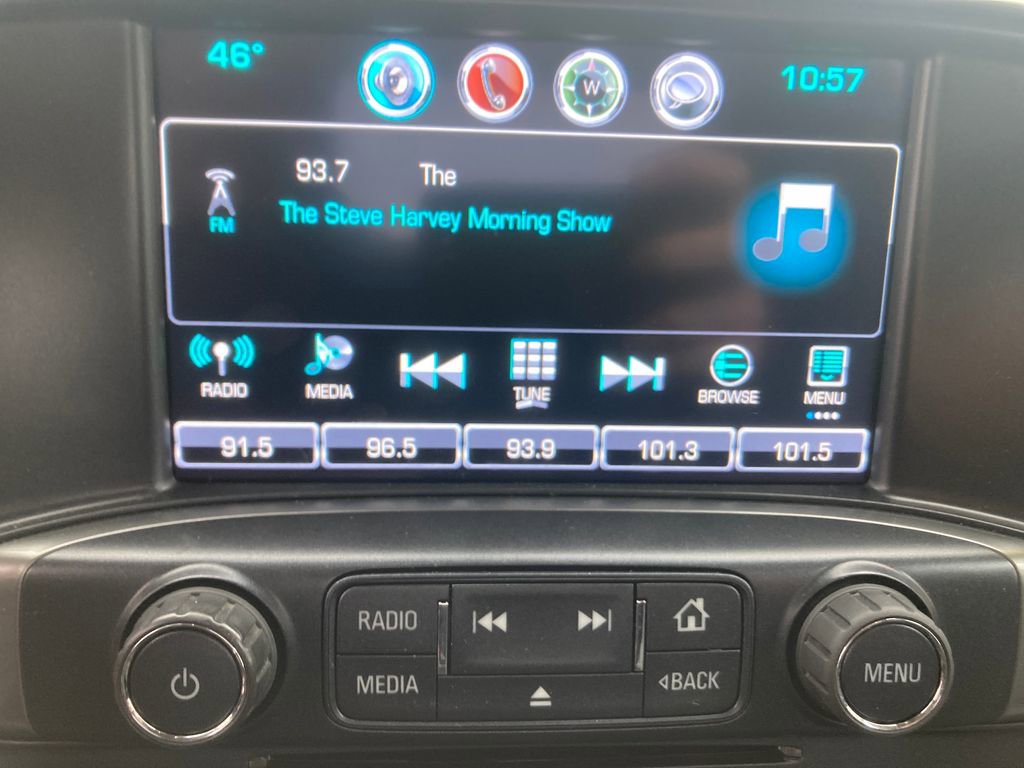 46° W 10:57
93.7 The
FM The Steve Harvey Morning Show
RADIO MEDIA TUNE BROWSE MENU
91.5 96.5 93.9 101.3 101.5
RADIO
MEDIA BACK MENU